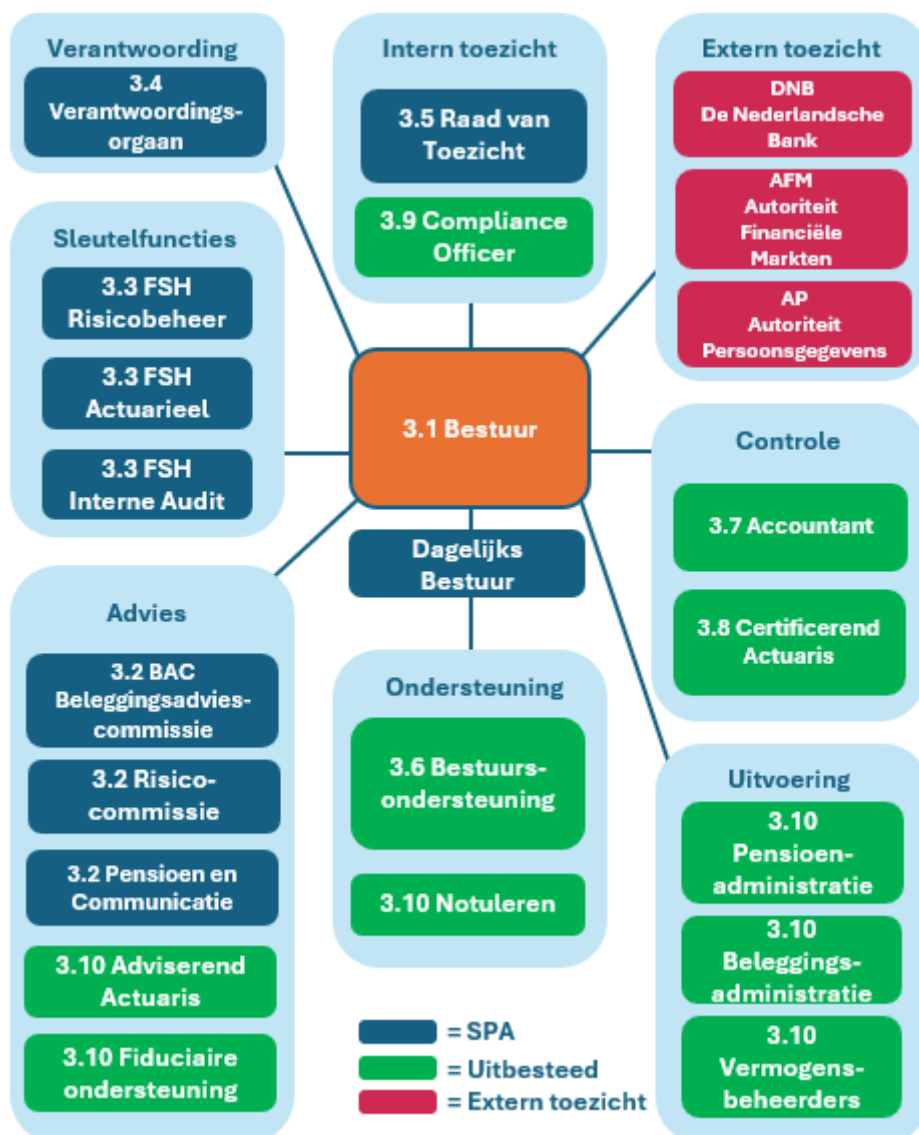 Verantwoording
3.4
Verantwoordings-
orgaan
Intern toezicht
3.5 Raad van
Toezicht
3.9 Compliance
Officer
Extern toezicht
DNB
De Nederlandsche
Bank
AFM
Autoriteit
Financiële
Markten
AP
Autoriteit
Persoonsgegevens
Sleutelfuncties
3.3 FSH
Risicobeheer
3.3 FSH
Actuarieel
3.3 FSH
Interne Audit
3.1 Bestuur
Dagelijks
Bestuur
Controle
3.7 Accountant
3.8 Certificerend
Actuaris
Advies
3.2 BAC
Beleggingsadvies-
commissie
3.2 Risico-
commissie
3.2 Pensioen en
Communicatie
3.10 Adviserend
Actuaris
3.10 Fiduciaire
ondersteuning
Ondersteuning
3.6 Bestuurs-
ondersteuning
3.10 Notuleren
Uitvoering
3.10
Pensioen-
administratie
3.10
Beleggings-
administratie
3.10
Vermogens-
beheerders
= SPA
= Uitbesteed
= Extern toezicht